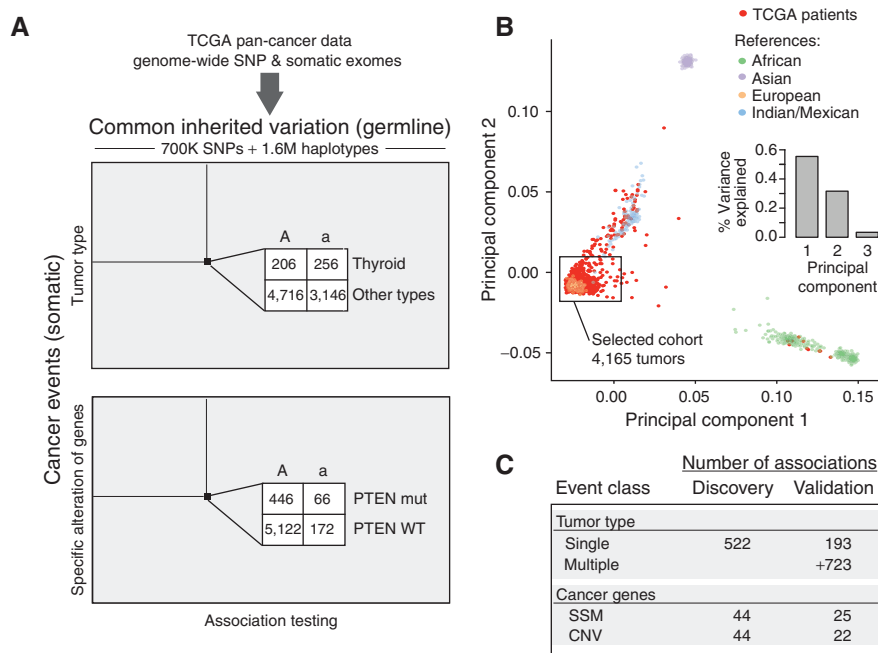 A
TCGA pan-cancer data
genome-wide SNP & somatic exomes
Common inherited variation (germline)
700K SNPs + 1.6M haplotypes
Cancer events (somatic)
Tumor type
A a
206 256 Thyroid
4,716 3,146 Other types
Specific alteration of genes
A a
446 66 PTEN mut
5,122 172 PTEN WT
Association testing
B
TCGA patients
References:
African
Asian
European
Indian/Mexican
Principal component 2
0.10
0.05
0.00
−0.05
0.00 0.05 0.10 0.15
Principal component 1
Selected cohort
4,165 tumors
% Variance
explained
0.6
0.4
0.2
0.0
1 2 3
Principal
component
C
Number of associations
Event class Discovery Validation
Tumor type
Single 522 193
Multiple +723
Cancer genes
SSM 44 25
CNV 44 22